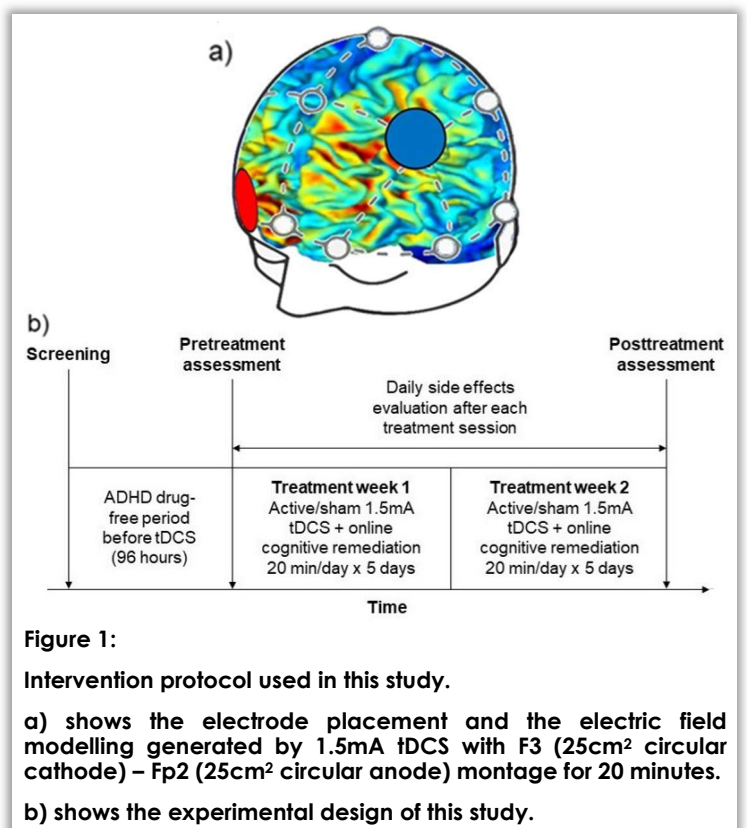 a)
b)
Screening
Pretreatment
assessment
Posttreatment
assessment
Daily side effects
evaluation after each
treatment session
ADHD drug-
free period
before tDCS
(96 hours)
Treatment week 1
Active/sham 1.5mA
tDCS + online
cognitive remediation
20 min/day x 5 days
Treatment week 2
Active/sham 1.5mA
tDCS + online
cognitive remediation
20 min/day x 5 days
Time
Figure 1:
Intervention protocol used in this study.
a) shows the electrode placement and the electric field
modelling generated by 1.5mA tDCS with F3 (25cm² circular
cathode) – Fp2 (25cm² circular anode) montage for 20 minutes.
b) shows the experimental design of this study.